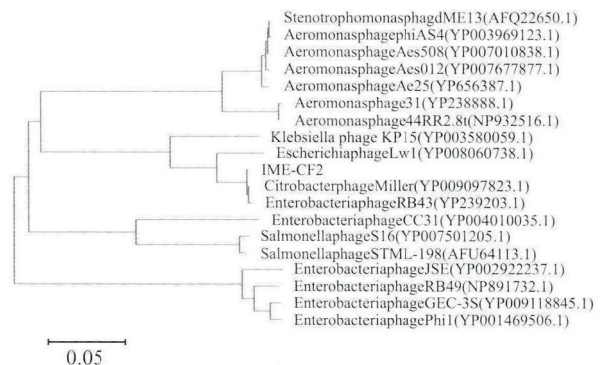 StenotrophomonasphagdME13(AFQ22650.1)
AeromonasphagephiAS4(YP003969123.1)
AeromonasphageAes508(YP007010838.1)
AeromonasphageAes012(YP007677877.1)
AeromonasphageAe25(YP656387.1)
Aeromonasphage31(YP238888.1)
Aeromonasphage44RR2.8t(NP932516.1)
Klebsiella phage KP15(YP003580059.1)
EscherichiaphageLw1(YP008060738.1)
IME-CF2
CitrobacterphageMiller(YP009097823.1)
EnterobacteriaphageRB43(YP239203.1)
EnterobacteriaphageCC31(YP004010035.1)
SalmonellaphageS16(YP007501205.1)
SalmonellaphageSTML-198(AFU64113.1)
EnterobacteriaphageJSE(YP002922237.1)
EnterobacteriaphageRB49(NP891732.1)
EnterobacteriaphageGEC-3S(YP009118845.1)
EnterobacteriaphagePhi1(YP001469506.1)
0.05